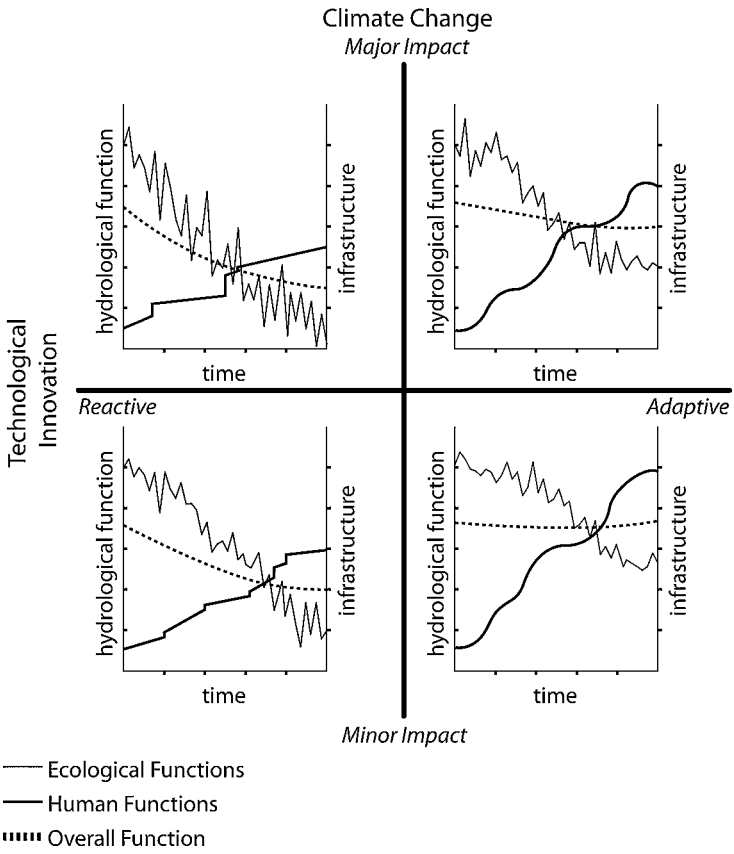 Climate Change
Major Impact
hydrological function
infrastructure
time
hydrological function
infrastructure
time
Technological
Innovation
Reactive
Adaptive
hydrological function
infrastructure
time
hydrological function
infrastructure
time
Minor Impact
Ecological Functions
Human Functions
Overall Function